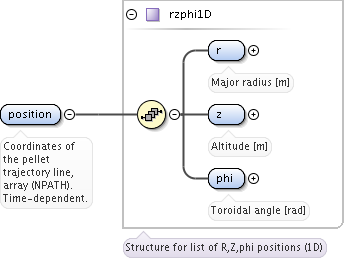 rzphi1D
r
Major radius [m]
position
z
Coordinates of
the pellet
trajectory line,
array (NPATH).
Time-dependent.
Altitude [m]
phi
Toroidal angle [rad]
Structure for list of R,Z,phi positions (1D)